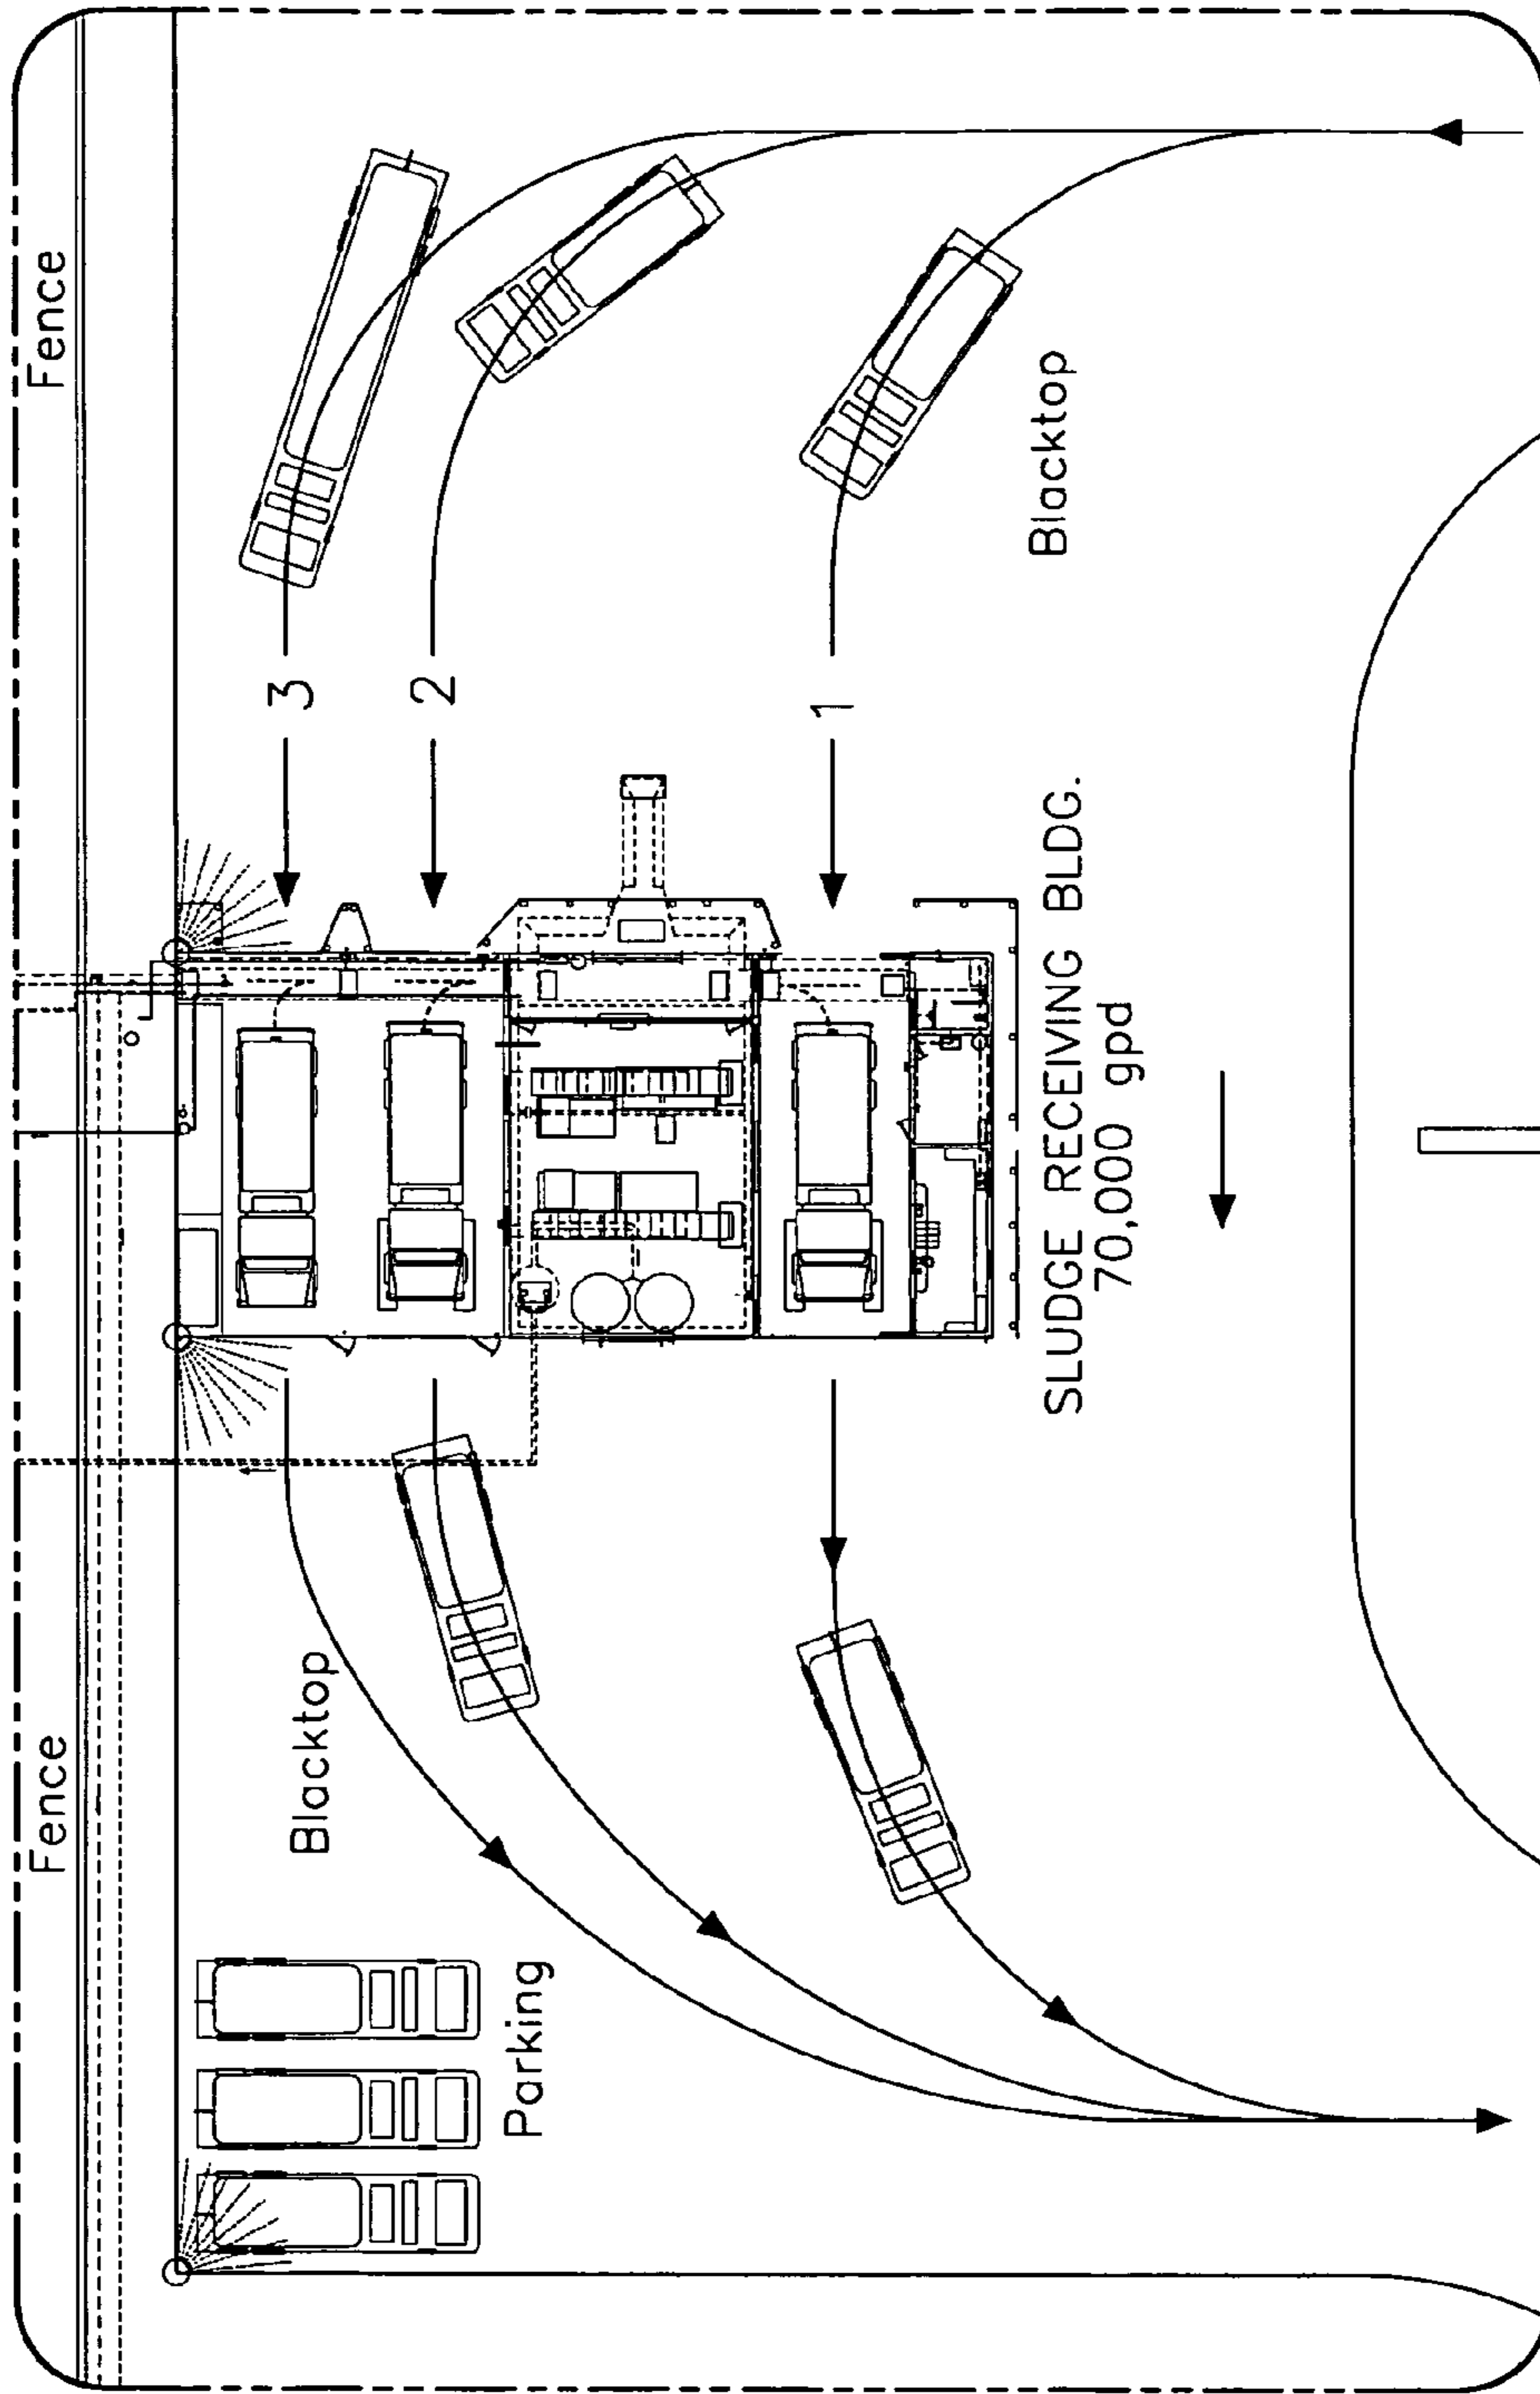 Fence
Fence
Blacktop
Parking
3
2
1
Blacktop
SLUDGE RECEIVING BLDG.
70,000 gpd